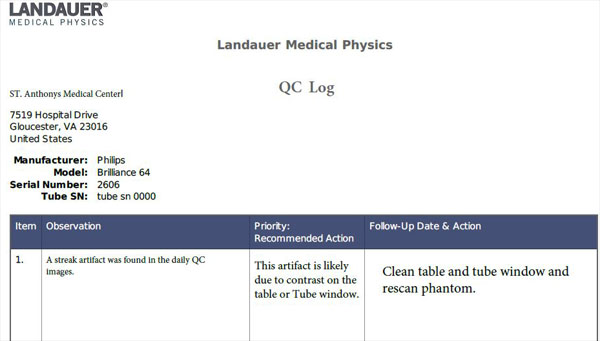 LANDAUER®
MEDICAL PHYSICS
Landauer Medical Physics
QC Log
ST. Anthonys Medical Center
7519 Hospital Drive
Gloucester, VA 23016
United States
Manufacturer: Philips
Model: Brilliance 64
Serial Number: 2606
Tube SN: tube sn 0000
Item Observation Priority: Recommended Action Follow-Up Date & Action
1. A streak artifact was found in the daily QC
images.
This artifact is likely
due to contrast on the
table or Tube window.
Clean table and tube window and
rescan phantom.